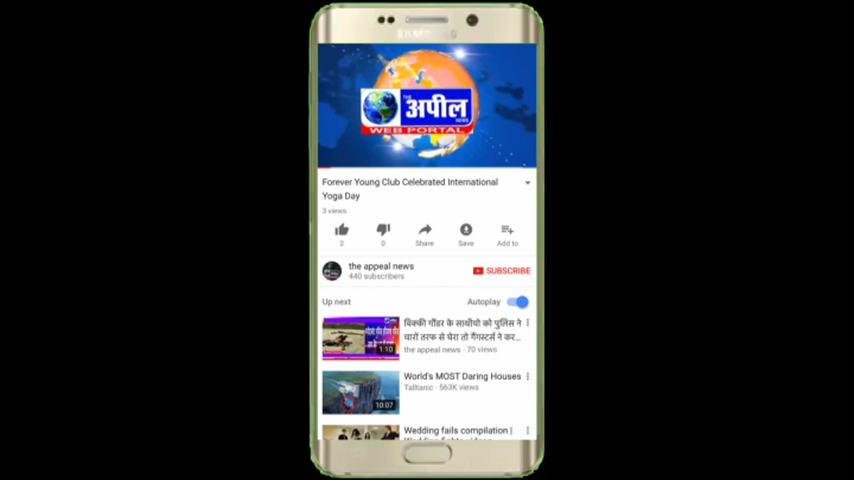 SAMSUNG
THE
अपील
NEWS
WEB PORTAL
Forever Young Club Celebrated International
Yoga Day
3 views
2
0
Share
Save
Add to
the appeal news
440 subscribers
SUBSCRIBE
Up next
Autoplay
विक्की गौंडर के साथीयो को पुलिस ने
चारों तरफ से घेरा तो गैंगस्टर्स ने कर...
the appeal news · 70 views
1:10
World's MOST Daring Houses
Talltanic · 563K views
10:07
Wedding fails compilation |